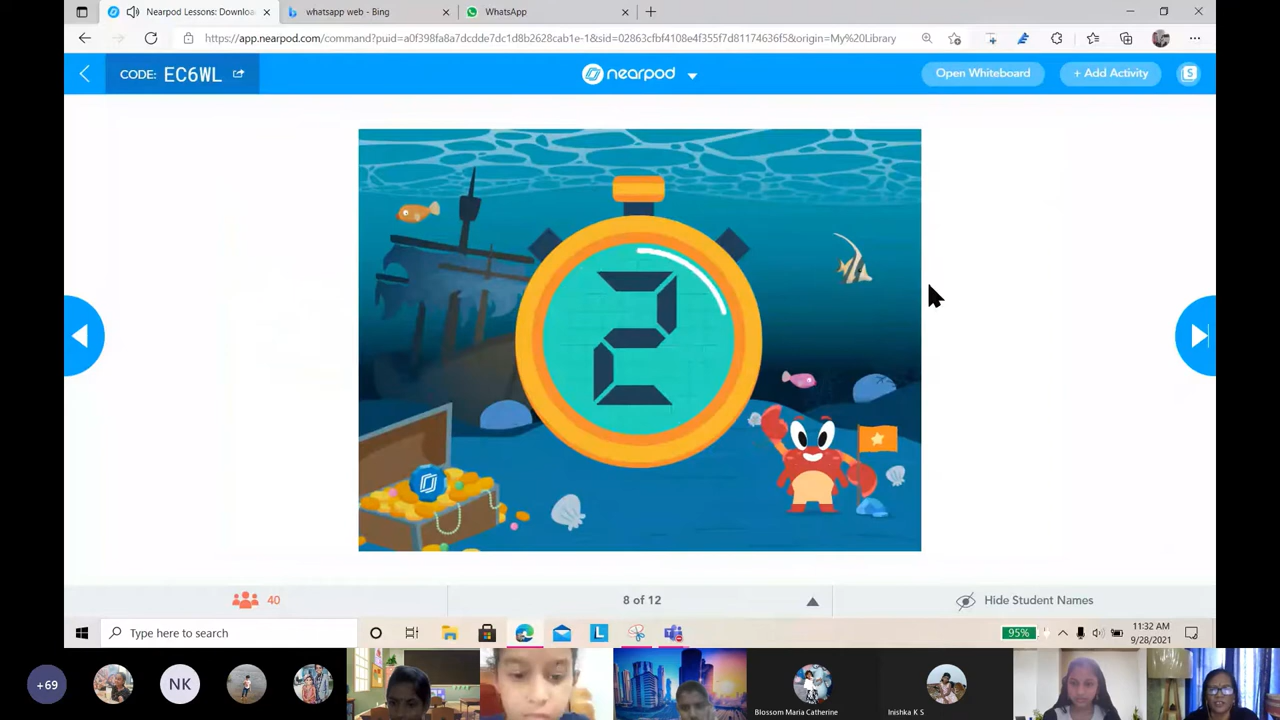 Nearpod Lessons: Downloa
whatsapp web - Bing
WhatsApp
https://app.nearpod.com/command?puid=a0f398fa8a7dcdde7dc1d8b2628cab1e-1&sid=02863cfbf4108e4f355f7d81174636f5&origin=My%20Library
CODE: EC6WL
nearpod
Open Whiteboard
+ Add Activity
S
2
40
8 of 12
Hide Student Names
Type here to search
L
95%
11:32 AM
9/28/2021
+69
NK
Blossom Maria Catherine
Inishka K S